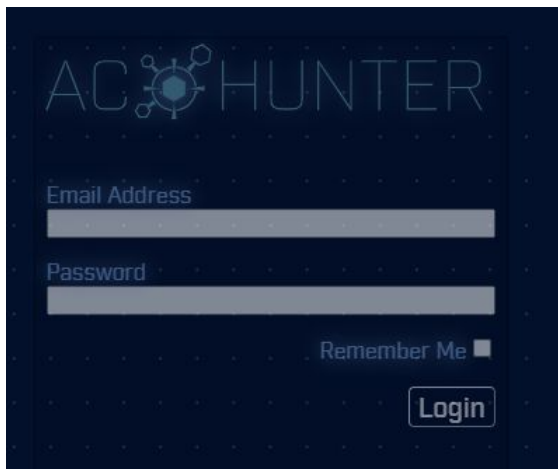 AC HUNTER
Email Address
Password
Remember Me
Login